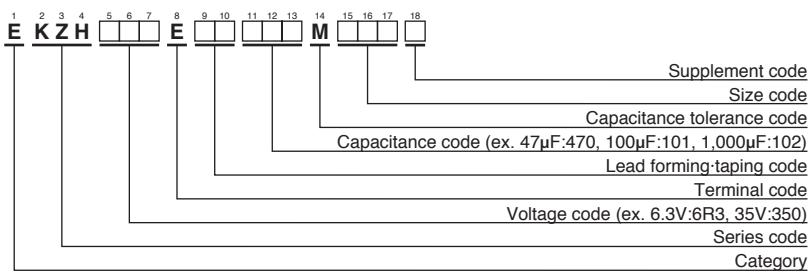 1 2 3 4 5 6 7 8 9 10 11 12 13 14 15 16 17 18
E KZH E M
Supplement code
Size code
Capacitance tolerance code
Capacitance code (ex. 47µF:470, 100µF:101, 1,000µF:102)
Lead forming·taping code
Terminal code
Voltage code (ex. 6.3V:6R3, 35V:350)
Series code
Category